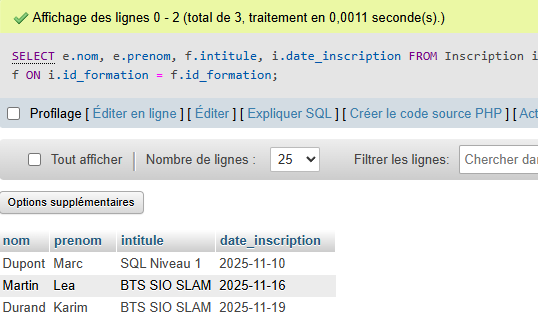 Affichage des lignes 0 - 2 (total de 3, traitement en 0,0011 seconde(s).)
SELECT e.nom, e.prenom, f.intitule, i.date_inscription FROM Inscription i
f ON i.id_formation = f.id_formation;
Profilage [ Éditer en ligne ] [ Éditer ] [ Expliquer SQL ] [ Créer le code source PHP ] [ Act
Tout afficher Nombre de lignes : 25 Filtrer les lignes: Chercher dan
Options supplémentaires
nom prenom intitule date_inscription
Dupont Marc SQL Niveau 1 2025-11-10
Martin Lea BTS SIO SLAM 2025-11-16
Durand Karim BTS SIO SLAM 2025-11-19